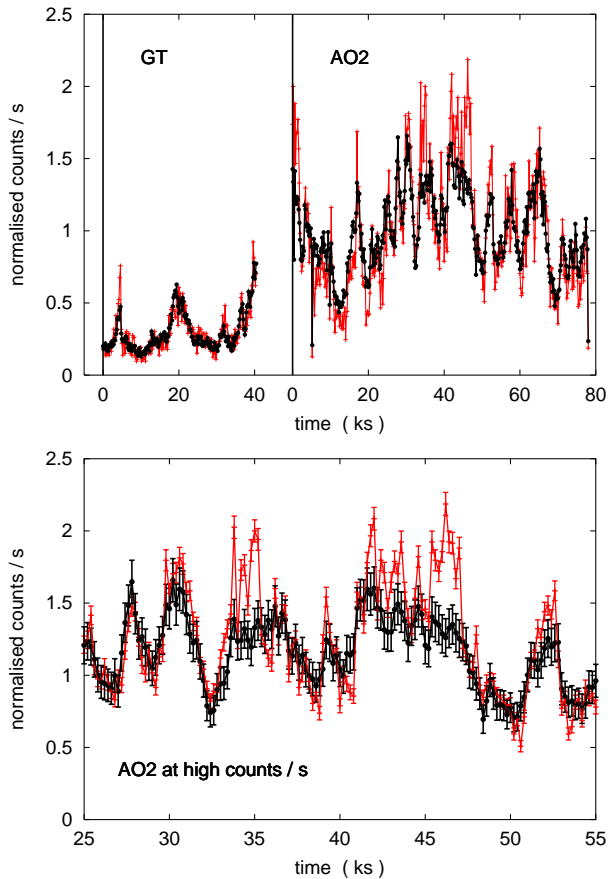 2.5
2
1.5
1
0.5
0
normalised counts / s
GT
AO2
0 20 40 0 20 40 60 80
time ( ks )
2.5
2
1.5
1
0.5
0
normalised counts / s
AO2 at high counts / s
25 30 35 40 45 50 55
time ( ks )